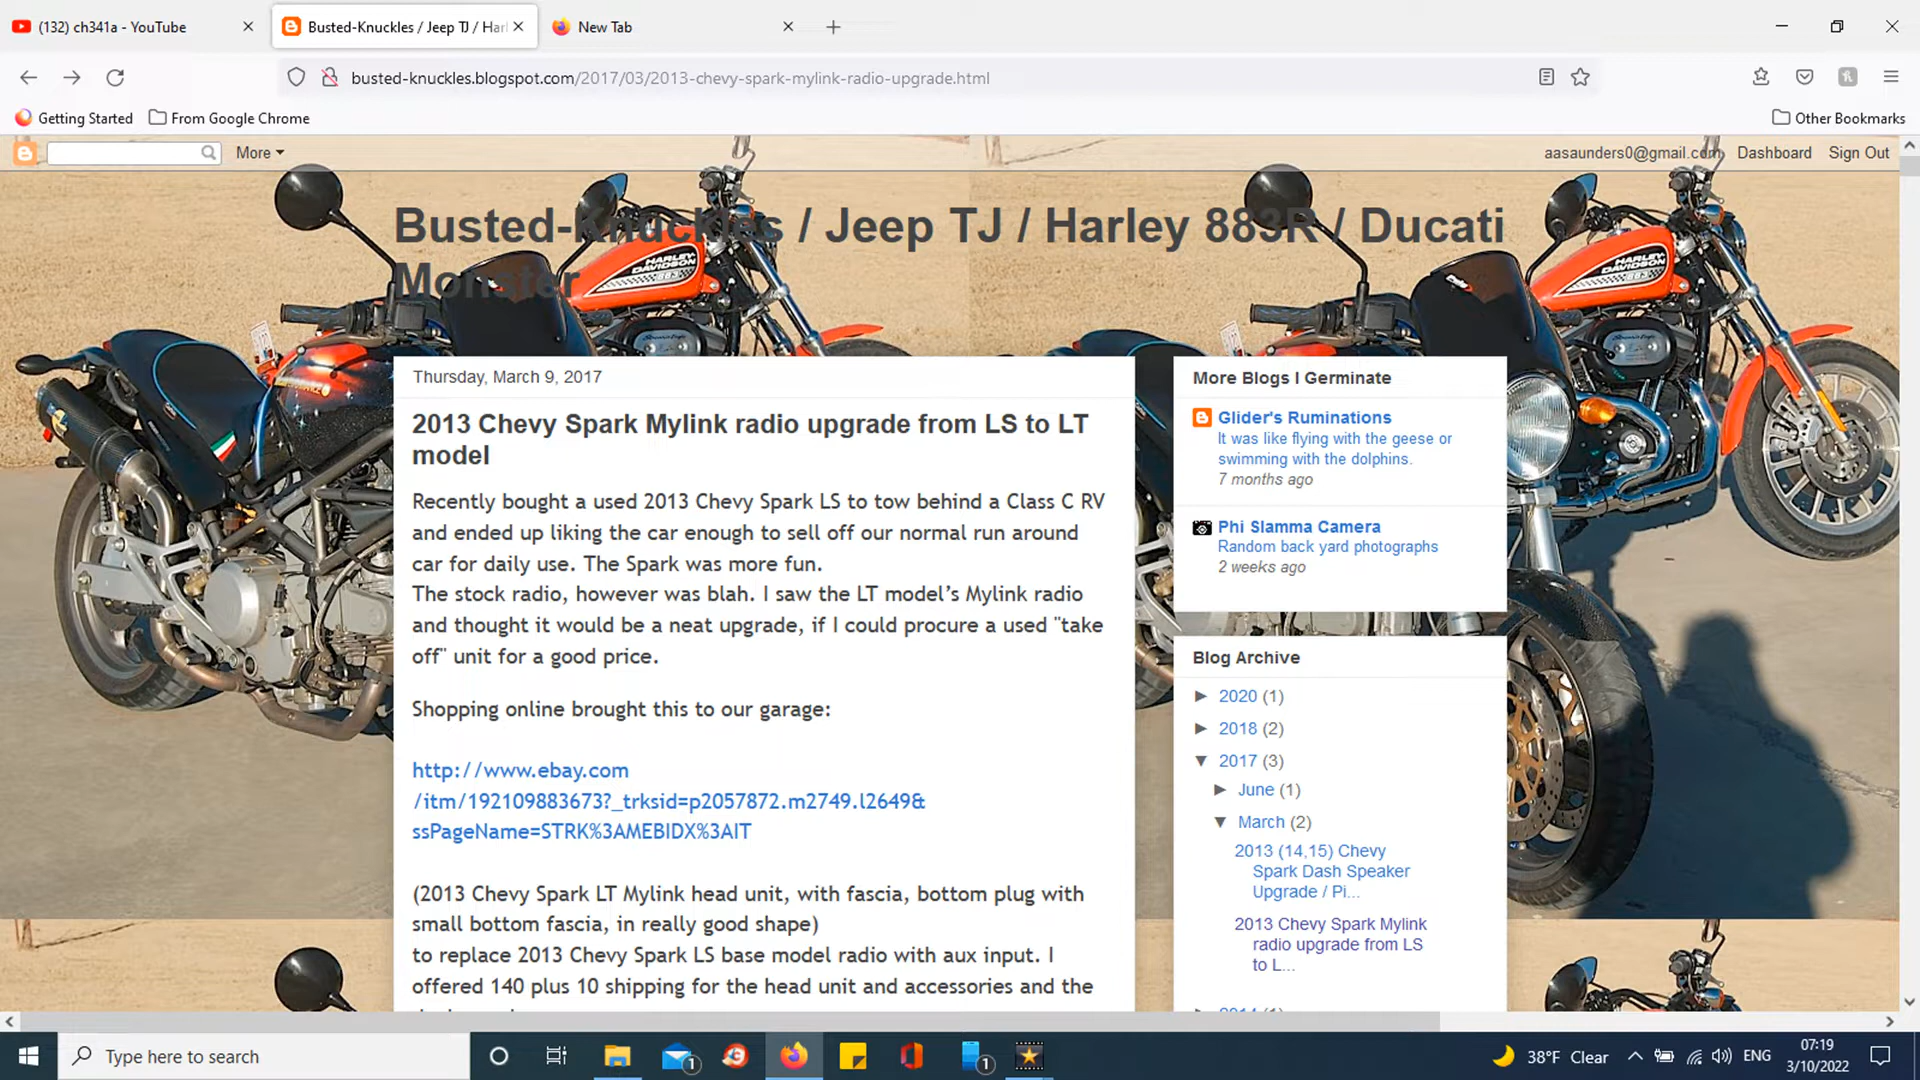 (132) ch341a - YouTube
Busted-Knuckles / Jeep TJ / Harl
New Tab
busted-knuckles.blogspot.com/2017/03/2013-chevy-spark-mylink-radio-upgrade.html
Getting Started
From Google Chrome
Other Bookmarks
More
aasaunders0@gmail.com
Dashboard
Sign Out
Busted-Knuckles / Jeep TJ / Harley 883R / Ducati
Monster
HARLEY-DAVIDSON
883
HARLEY-DAVIDSON
883
Thursday, March 9, 2017
2013 Chevy Spark Mylink radio upgrade from LS to LT
model
Recently bought a used 2013 Chevy Spark LS to tow behind a Class C RV
and ended up liking the car enough to sell off our normal run around
car for daily use. The Spark was more fun.
The stock radio, however was blah. I saw the LT model’s Mylink radio
and thought it would be a neat upgrade, if I could procure a used "take
off" unit for a good price.
Shopping online brought this to our garage:
http://www.ebay.com
/itm/192109883673?_trksid=p2057872.m2749.l2649&
ssPageName=STRK%3AMEBIDX%3AIT
(2013 Chevy Spark LT Mylink head unit, with fascia, bottom plug with
small bottom fascia, in really good shape)
to replace 2013 Chevy Spark LS base model radio with aux input. I
offered 140 plus 10 shipping for the head unit and accessories and the
More Blogs I Germinate
Glider's Ruminations
It was like flying with the geese or
swimming with the dolphins.
7 months ago
Phi Slamma Camera
Random back yard photographs
2 weeks ago
Blog Archive
► 2020 (1)
► 2018 (2)
▼ 2017 (3)
► June (1)
▼ March (2)
2013 (14,15) Chevy
Spark Dash Speaker
Upgrade / Pi...
2013 Chevy Spark Mylink
radio upgrade from LS
to L...
Type here to search
1
1
38°F Clear
ENG
07:19
3/10/2022